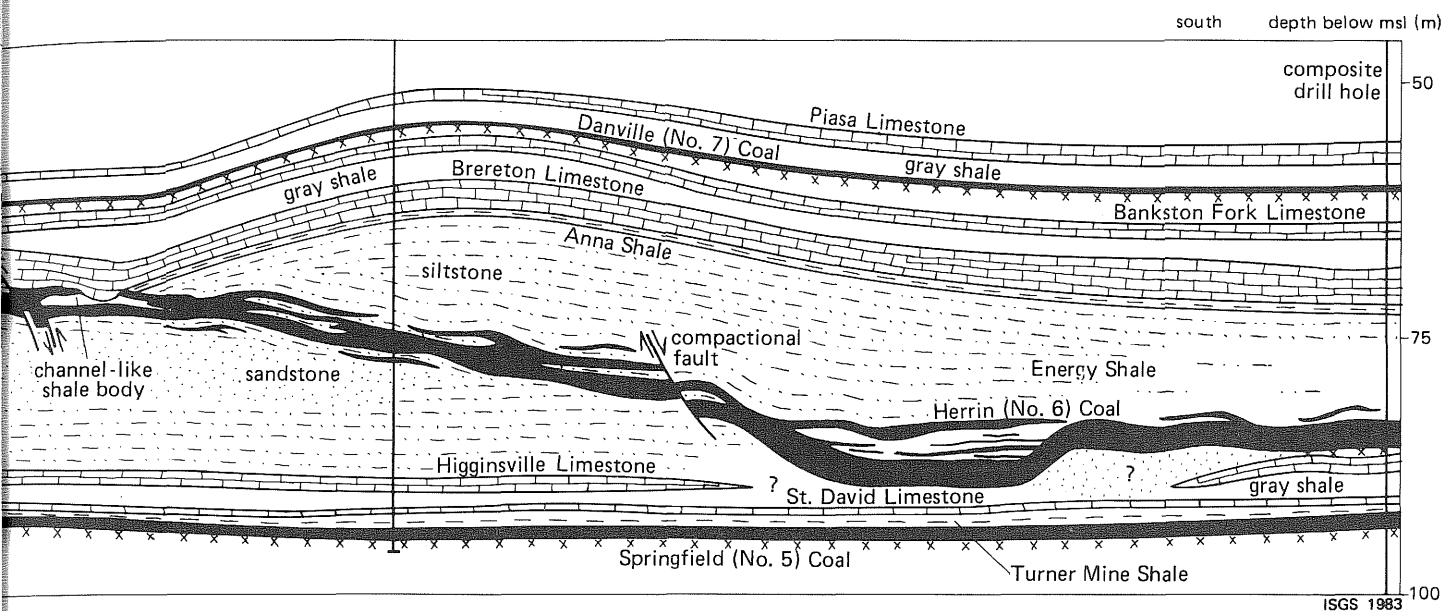 south depth below msl (m)
composite
drill hole
50
Piasa Limestone
Danville (No. 7) Coal
gray shale
gray shale
Brereton Limestone
Bankston Fork Limestone
Anna Shale
siltstone
75
compactional
fault
channel-like
shale body
sandstone
Energy Shale
Herrin (No. 6) Coal
Higginsville Limestone
?
?
St. David Limestone
gray shale
Springfield (No. 5) Coal
Turner Mine Shale
100
ISGS 1983